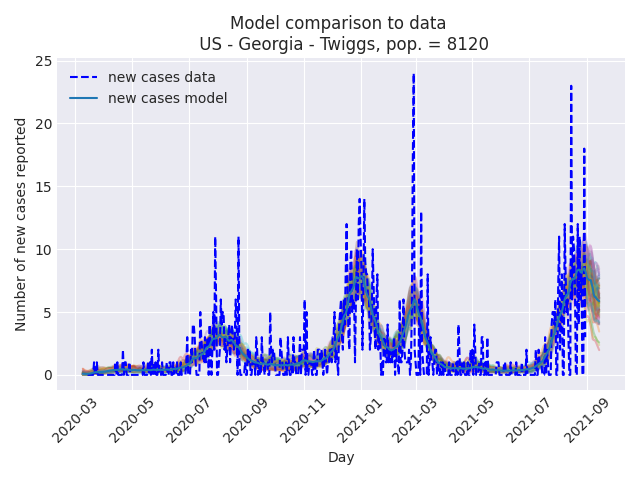 Model comparison to data
US - Georgia - Twiggs, pop. = 8120
new cases data
new cases model
Number of new cases reported
25
20
15
10
5
0
2020-03
2020-05
2020-07
2020-09
2020-11
2021-01
2021-03
2021-05
2021-07
2021-09
Day